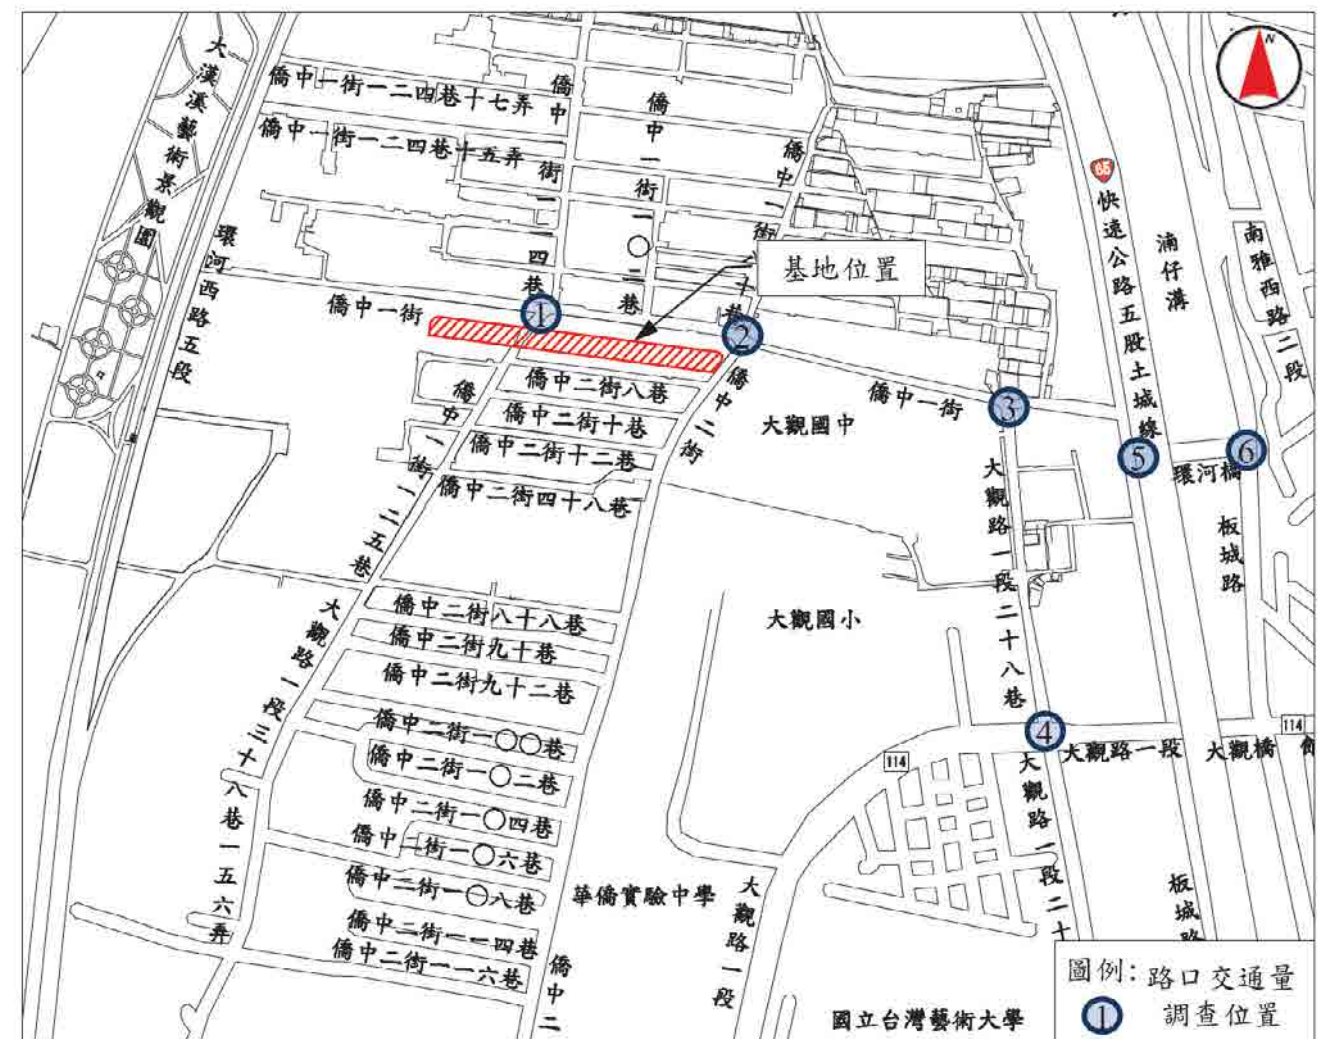 N
大漢溪藝術景觀園
僑中一街一二四巷十七弄
僑中一街一二四巷十五弄
僑中一街一二四巷
僑中一街一〇二巷
65
快速公路五股土城線
湳仔溝
南雅西路二段
環河西路五段
基地位置
僑中一街
1
2
僑中二街八巷
僑中二街十巷
僑中二街十二巷
僑中二街四十八巷
僑中二街
大觀國中
僑中一街
3
5
6
環河橋
板城路
僑中一街一二五巷
大觀路一段二十八巷
大觀國小
僑中二街八十八巷
僑中二街九十巷
僑中二街九十二巷
僑中二街一〇〇巷
僑中二街一〇二巷
僑中二街一〇四巷
僑中二街一〇六巷
僑中二街一〇八巷
僑中二街一一四巷
僑中二街一一六巷
大觀路一段三十八巷一五六弄
4
114
大觀路一段
大觀橋
114
華僑實驗中學
大觀路一段
大觀路一段二十
板城路
僑中二
國立台灣藝術大學
圖例：路口交通量
1
調查位置